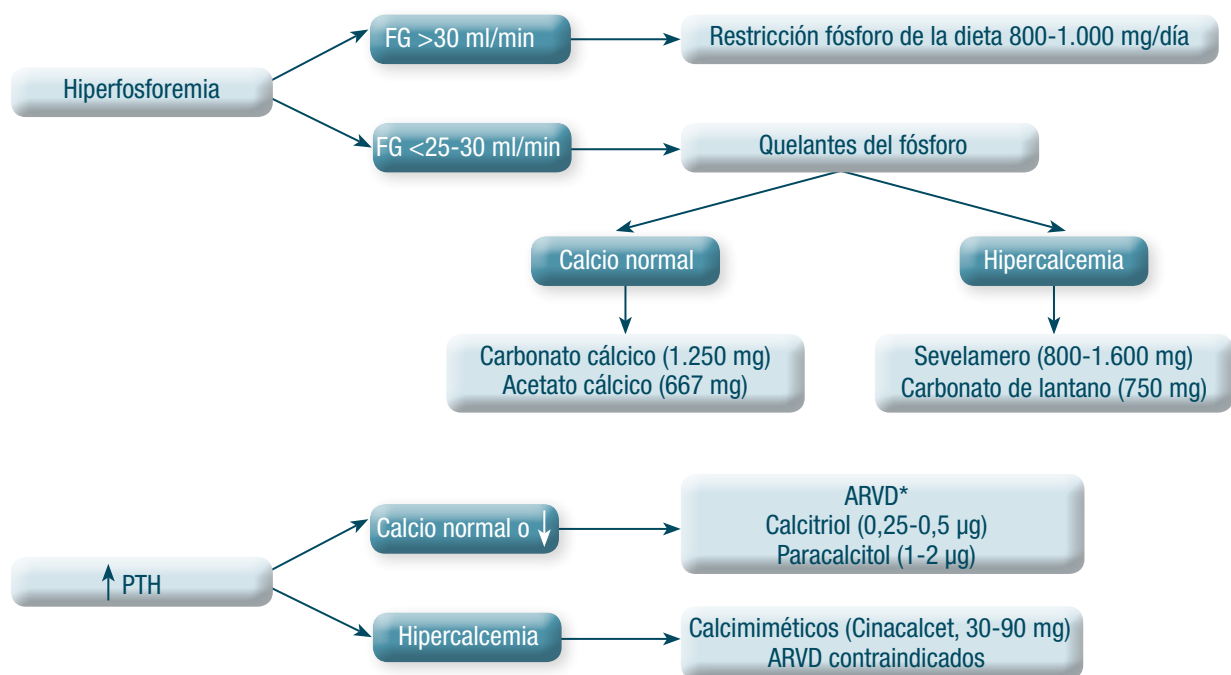 FG >30 ml/min
Restricción fósforo de la dieta 800-1.000 mg/día
Hiperfosforemia
FG <25-30 ml/min
Quelantes del fósforo
Calcio normal
Hipercalcemia
Carbonato cálcico (1.250 mg)
Acetato cálcico (667 mg)
Sevelamero (800-1.600 mg)
Carbonato de lantano (750 mg)
Calcio normal o ↓
ARVD*
Calcitriol (0,25-0,5 µg)
Paracalcitol (1-2 µg)
↑ PTH
Hipercalcemia
Calcimiméticos (Cinacalcet, 30-90 mg)
ARVD contraindicados